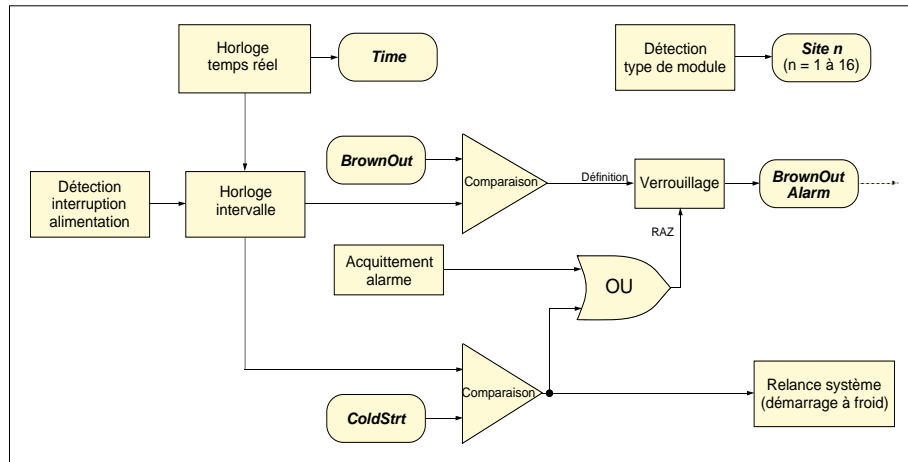 Horloge
temps réel
Time
Détection
type de module
Site n
(n = 1 à 16)
BrownOut
Comparaison
Définition
Verrouillage
BrownOut
Alarm
Détection
interruption
alimentation
Horloge
intervalle
RAZ
Acquittement
alarme
OU
Comparaison
Relance système
(démarrage à froid)
ColdStrt